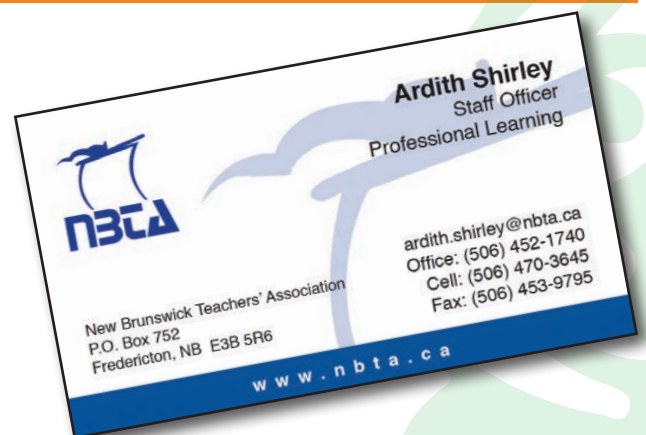 Ardith Shirley
Staff Officer
Professional Learning
NBTA
ardith.shirley@nbta.ca
Office: (506) 452-1740
Cell: (506) 470-3645
Fax: (506) 453-9795
New Brunswick Teachers' Association
P.O. Box 752
Fredericton, NB E3B 5R6
www.nbta.ca